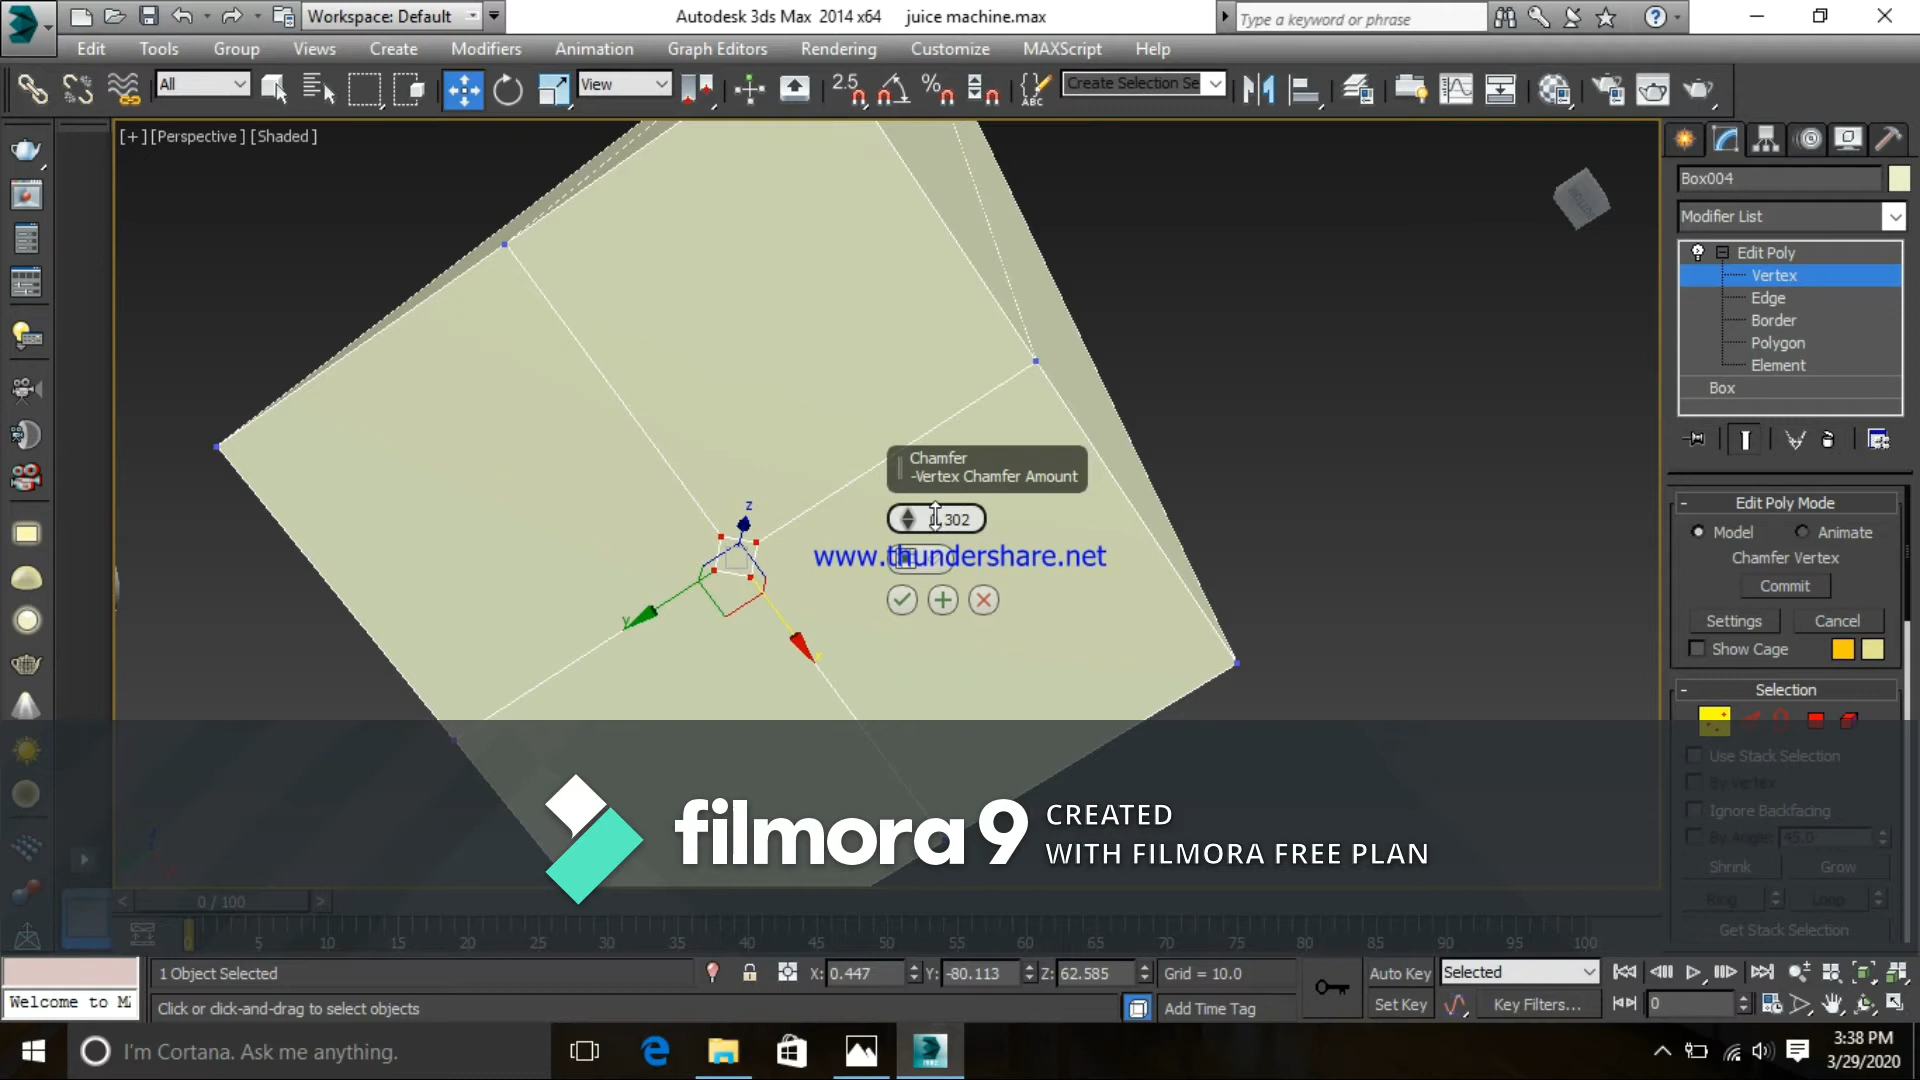 Workspace: Default
Autodesk 3ds Max 2014 x64 juice machine.max
Type a keyword or phrase
Edit Tools Group Views Create Modifiers Animation Graph Editors Rendering Customize MAXScript Help
All
View
2.5
%
ABC
Create Selection Se
[+] [Perspective] [Shaded]
Box004
Modifier List
Edit Poly
Vertex
Edge
Border
Polygon
Element
Box
Chamfer
-Vertex Chamfer Amount
.302
www.thundershare.net
z
y
x
Edit Poly Mode
Model Animate
Chamfer Vertex
Commit
Settings Cancel
Show Cage
Selection
Use Stack Selection
By Vertex
Ignore Backfacing
By Angle: 45.0
Shrink Grow
Ring Loop
Get Stack Selection
filmora9
CREATED
WITH FILMORA FREE PLAN
< 0 / 100 >
0 5 10 15 20 25 30 35 40 45 50 55 60 65 70 75 80 85 90 95 100
1 Object Selected
X: 0.447 Y: -80.113 Z: 62.585
Grid = 10.0
Auto Key Selected
Welcome to M
Click or click-and-drag to select objects
Add Time Tag
Set Key Key Filters... 0
I'm Cortana. Ask me anything.
3:38 PM
3/29/2020